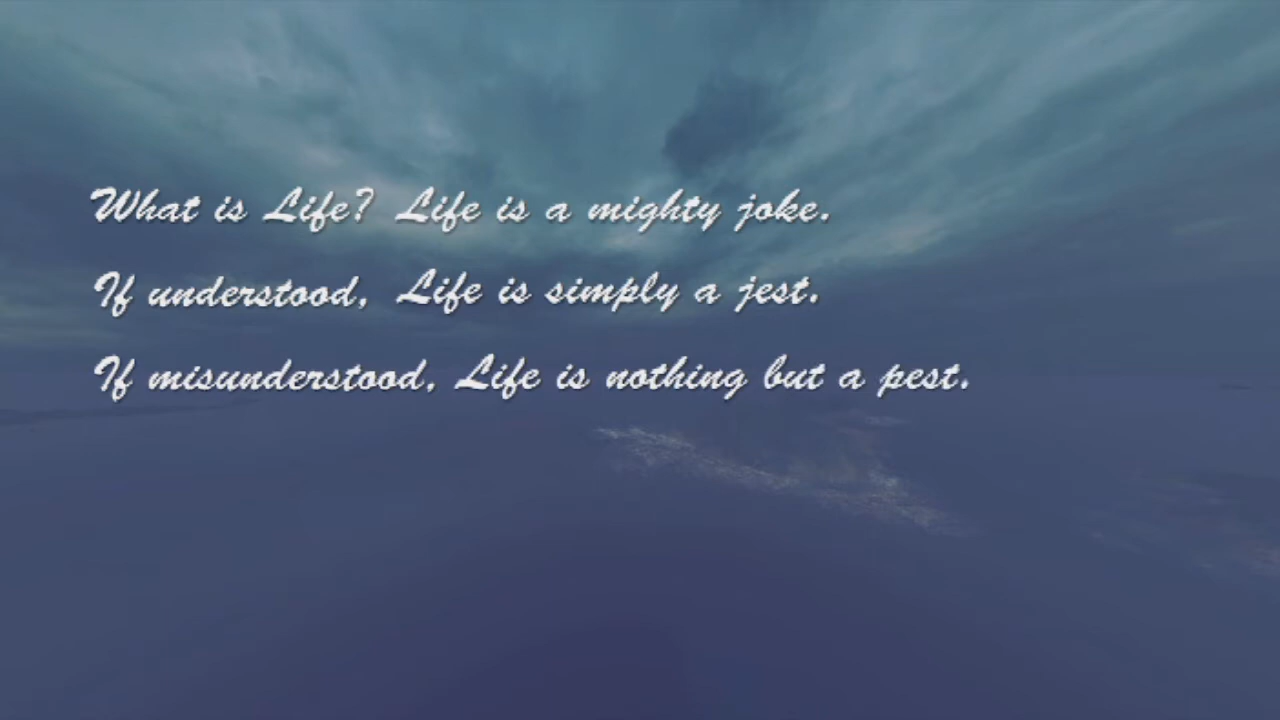 What is Life? Life is a mighty joke.
If understood, Life is simply a jest.
If misunderstood, Life is nothing but a pest.